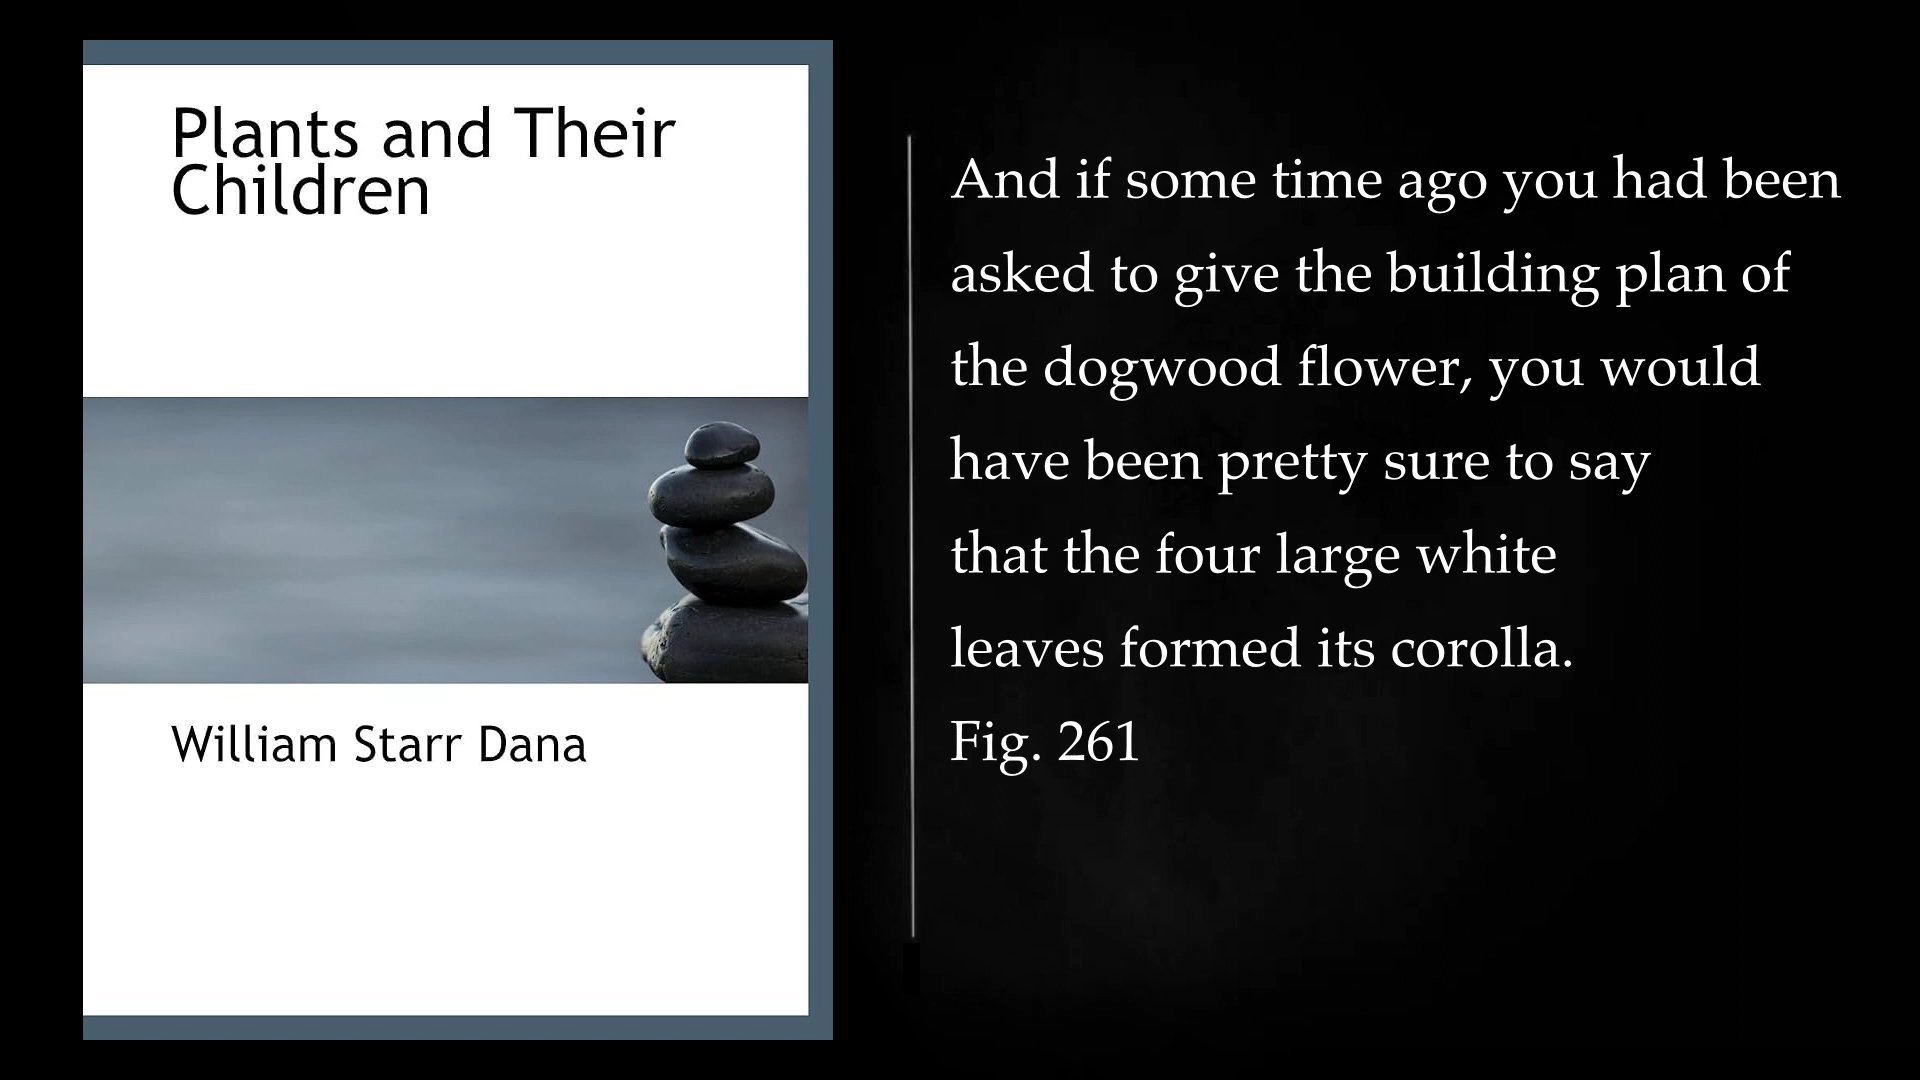 Plants and Their
Children
William Starr Dana
And if some time ago you had been
asked to give the building plan of
the dogwood flower, you would
have been pretty sure to say
that the four large white
leaves formed its corolla.
Fig. 261